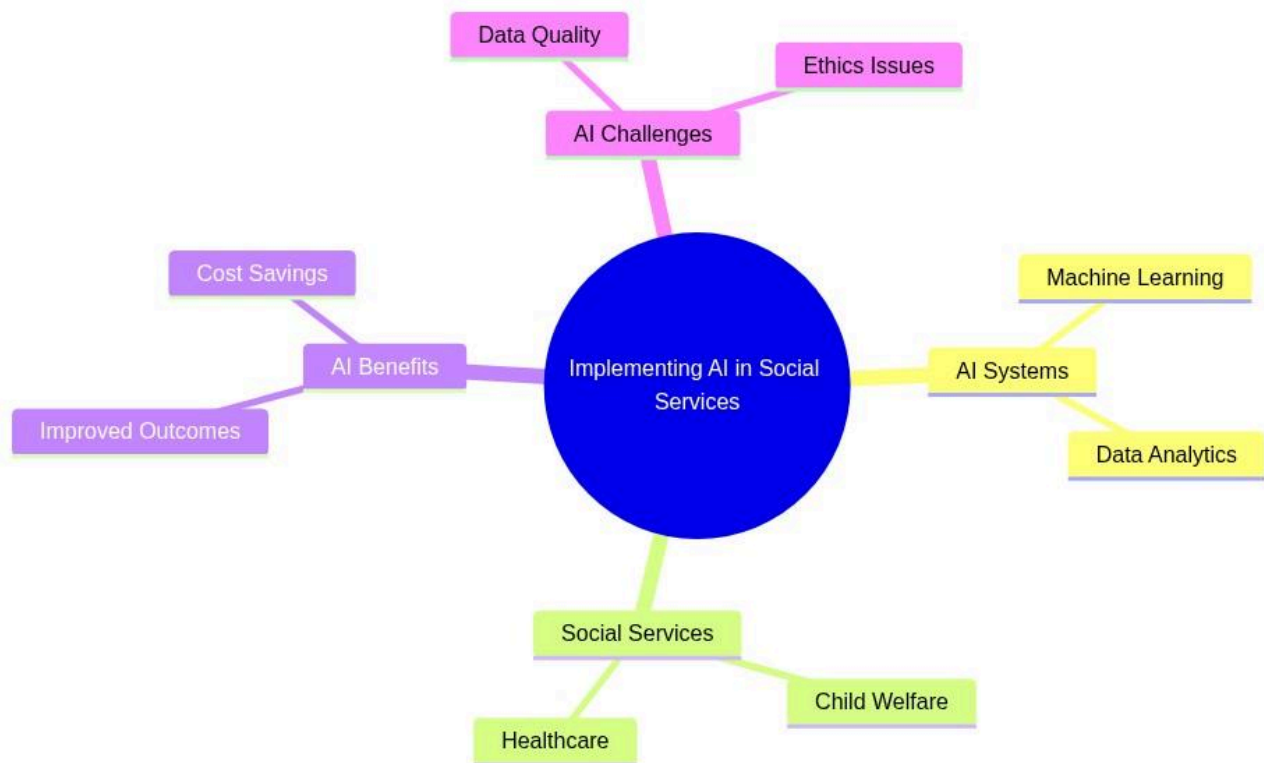 Data Quality
Ethics Issues
AI Challenges
Cost Savings
Machine Learning
AI Benefits
Implementing AI in Social
Services
AI Systems
Improved Outcomes
Data Analytics
Social Services
Child Welfare
Healthcare